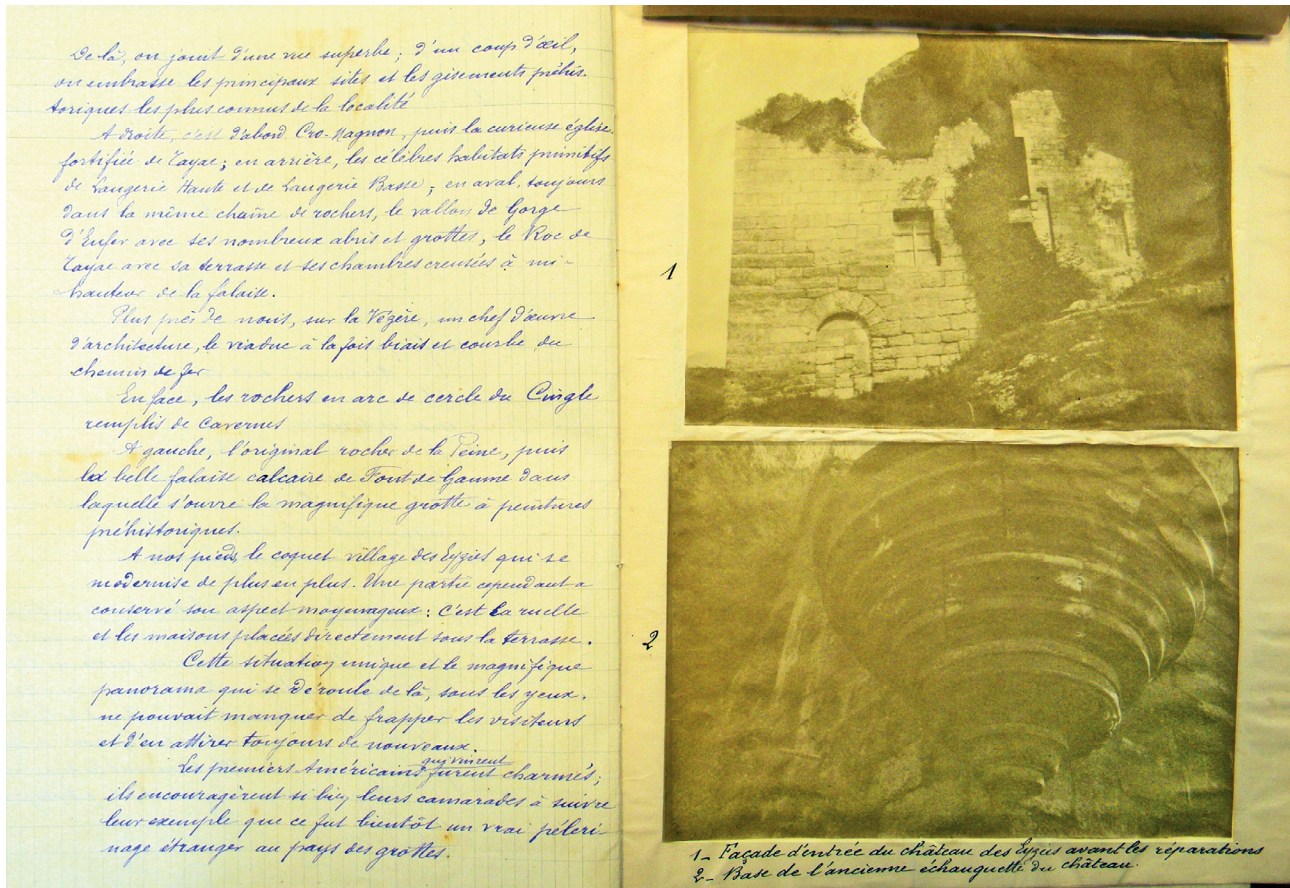 De là, on jouit d'une vue superbe ; d'un coup d'œil,
on embrasse les principaux sites et les gisements préhis-
toriques les plus connus de la localité
A droite, c'est d'abord Cro-Magnon, puis la curieuse église
fortifiée de Tayac ; en arrière, les célèbres habitats primitifs
de Laugerie Haute et de Laugerie Basse ; en aval, toujours
dans la même chaîne de rochers, le vallon de Gorge
d'Enfer avec ses nombreux abris et grottes, le Roc de
Tayac avec sa terrasse et ses chambres creusées à mi-
hauteur de la falaise.
Plus près de nous, sur la Vézère, un chef d'œuvre
d'architecture, le viaduc à la fois biais et courbe du
chemin de fer
En face, les rochers en arc de cercle du Cingle
remplis de cavernes
A gauche, l'original rocher de la Peine, puis
la belle falaise calcaire de Font de Gaume dans
laquelle s'ouvre la magnifique grotte à peintures
préhistoriques.
A nos pieds, le coquet village des Eyzies qui se
modernise de plus en plus. Une partie cependant a
conservé son aspect moyenageux : c'est la ruelle
et les maisons placées directement sous la terrasse.
Cette situation unique et le magnifique
panorama qui se déroule de là, sous les yeux,
ne pouvait manquer de frapper les visiteurs
et d'en attirer toujours de nouveaux.
Les premiers Américains qui vinrent furent charmés ;
ils encouragèrent si bien leurs camarades à suivre
leur exemple que ce fut bientôt un vrai péleri-
nage étranger au pays des grottes.
1
2
1_ Façade d'entrée du château des Eyzies avant les réparations
2_ Base de l'ancienne échauguette du château.